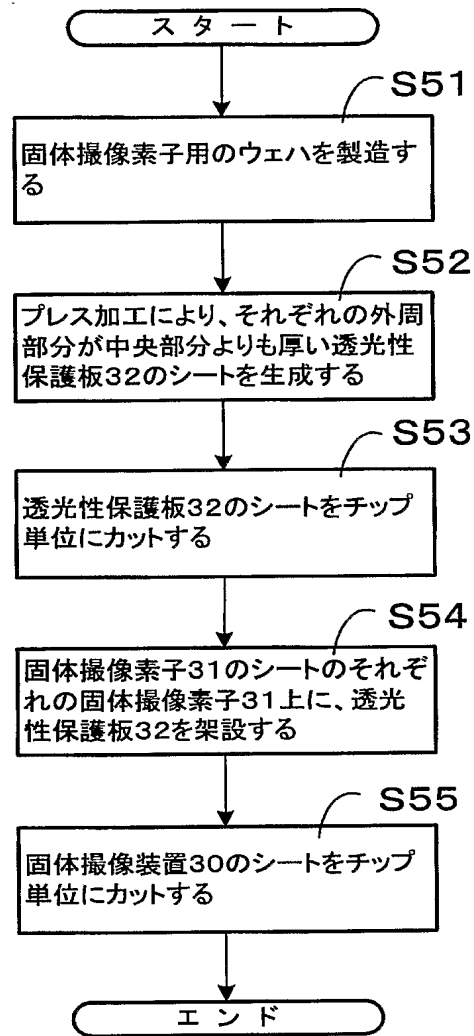 スタート
S51
固体撮像素子用のウェハを製造す
る
S52
プレス加工により、それぞれの外周
部分が中央部分よりも厚い透光性
保護板32のシートを生成する
S53
透光性保護板32のシートをチップ
単位にカットする
S54
固体撮像素子31のシートのそれぞ
れの固体撮像素子31上に、透光
性保護板32を架設する
S55
固体撮像装置30のシートをチップ
単位にカットする
エンド